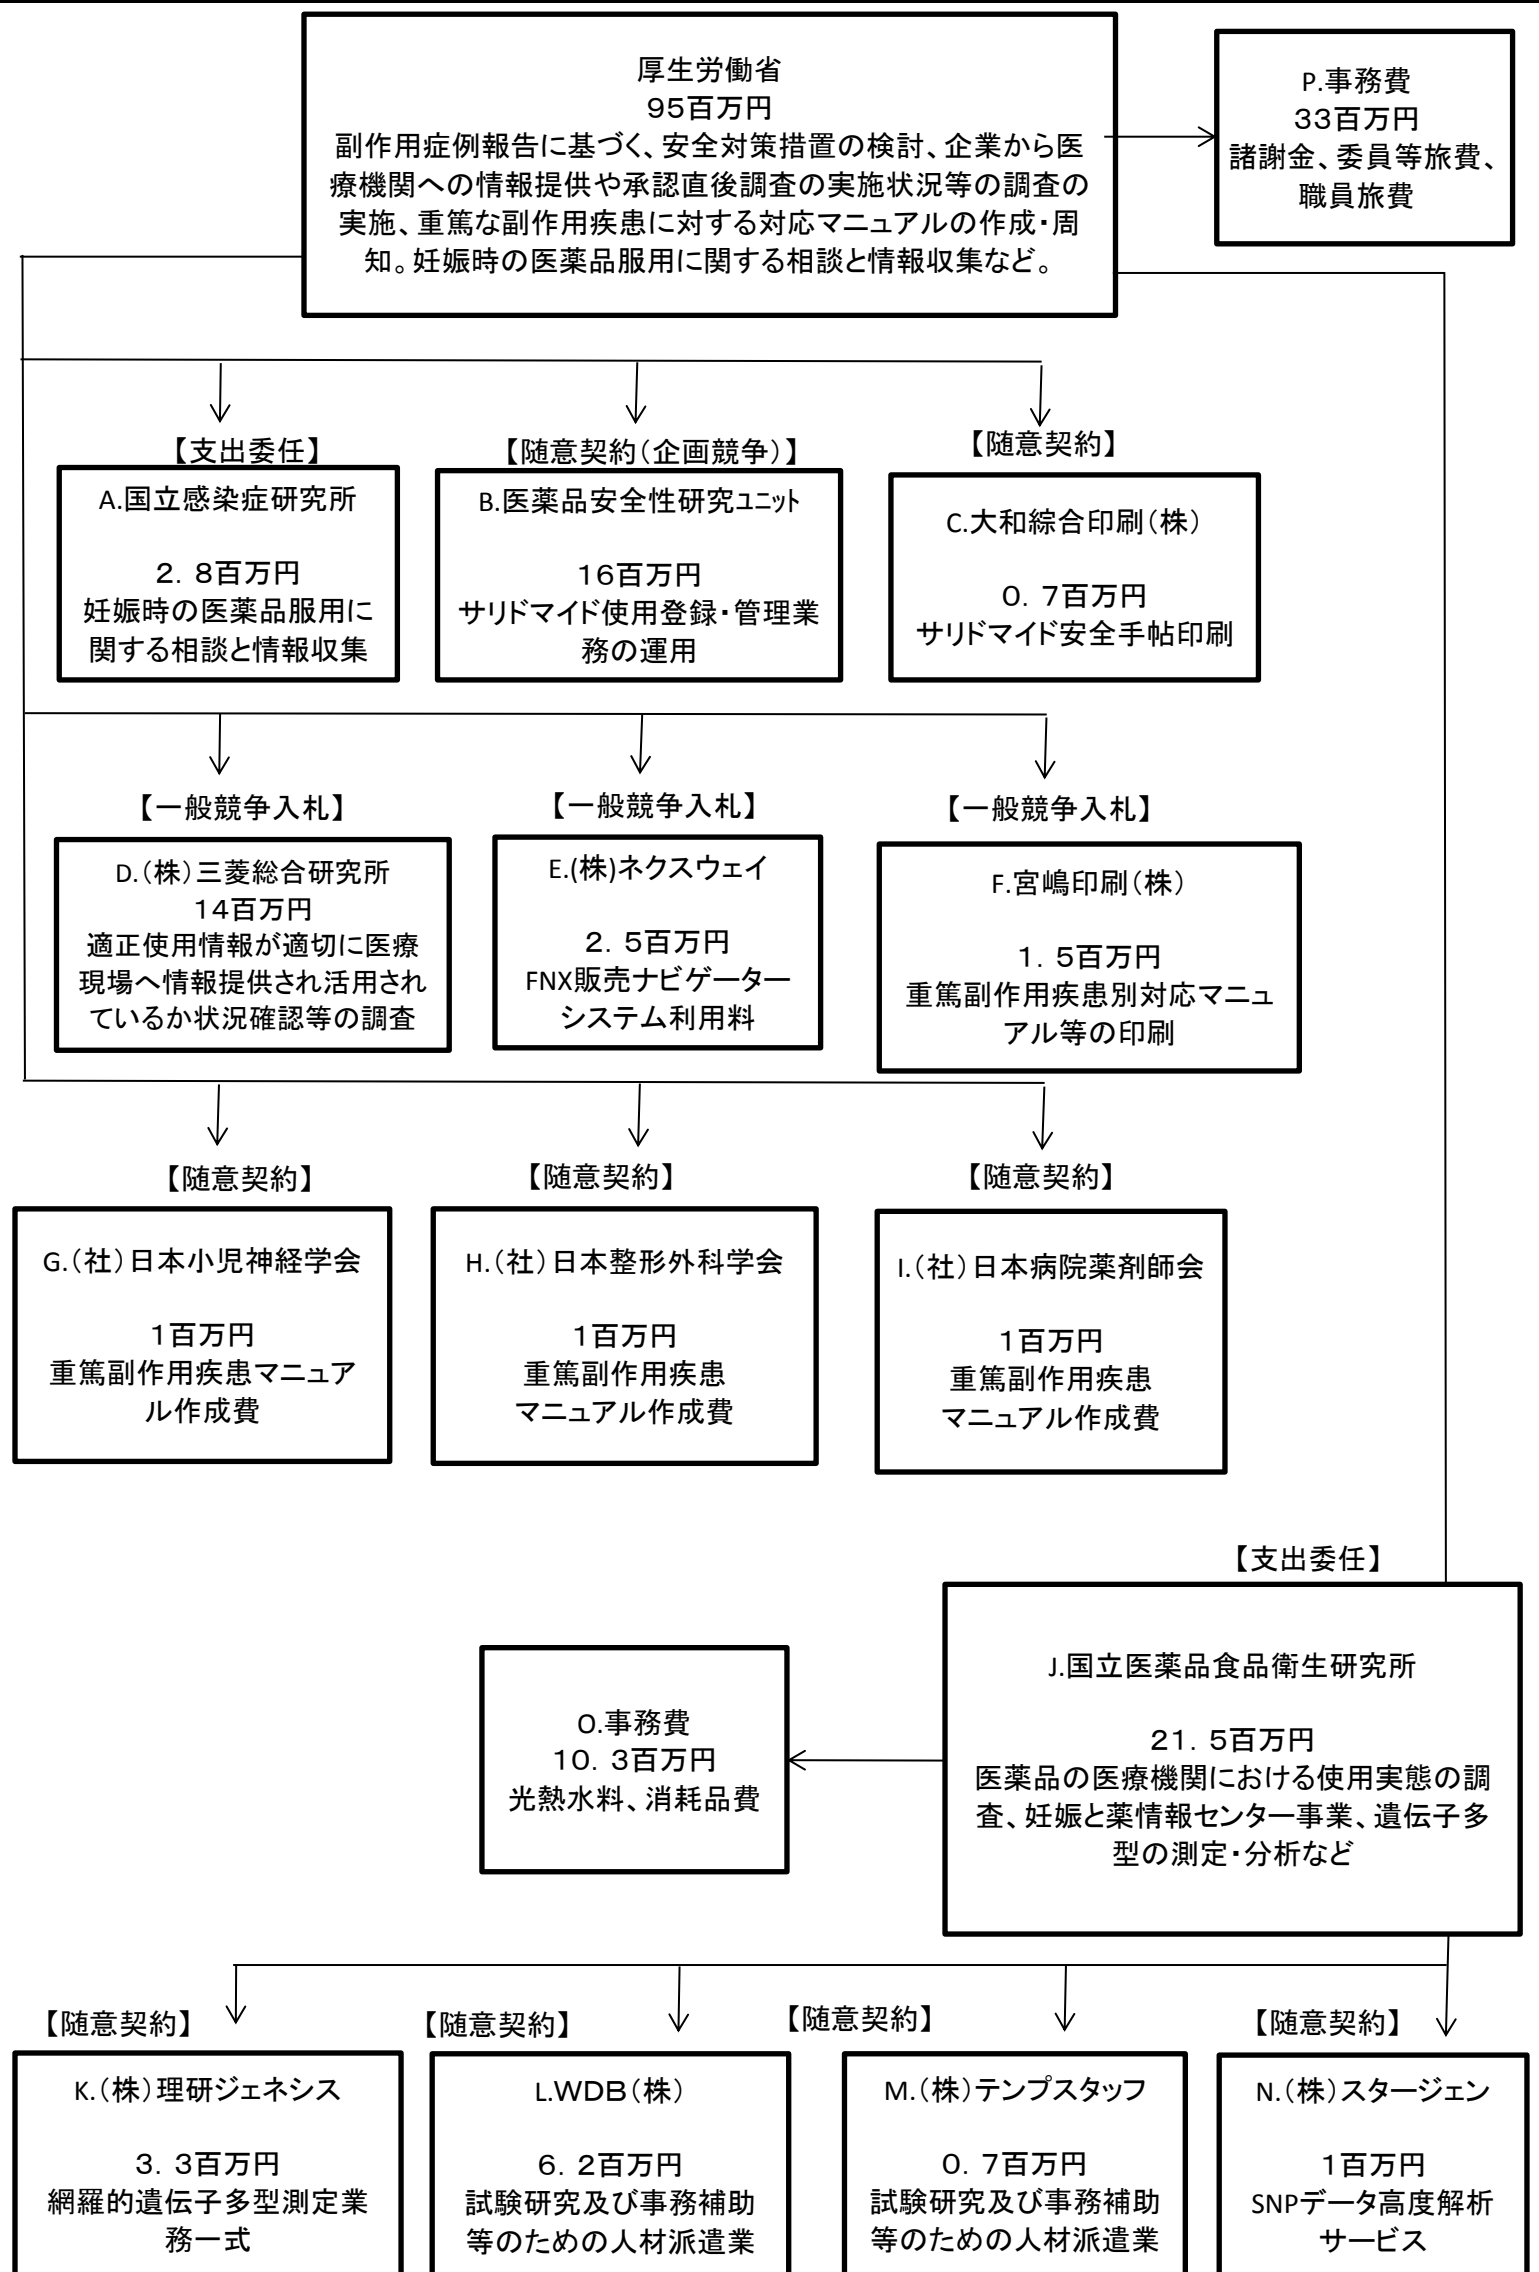 厚生労働省
95百万円
副作用症例報告に基づく、安全対策措置の検討、企業から医
療機関への情報提供や承認直後調査の実施状況等の調査の
実施、重篤な副作用疾患に対する対応マニュアルの作成・周
知。妊娠時の医薬品服用に関する相談と情報収集など。
P.事務費
33百万円
諸謝金、委員等旅費、
職員旅費
【支出委任】
A.国立感染症研究所
2．8百万円
妊娠時の医薬品服用に
関する相談と情報収集
【随意契約（企画競争）】
B.医薬品安全性研究ﾕﾆｯﾄ
16百万円
サリドマイド使用登録・管理業
務の運用
【随意契約】
C.大和綜合印刷（株）
0．7百万円
サリドマイド安全手帖印刷
【一般競争入札】
D.（株）三菱総合研究所
14百万円
適正使用情報が適切に医療
現場へ情報提供され活用され
ているか状況確認等の調査
【一般競争入札】
E.(株)ネクスウェイ
2．5百万円
FNX販売ナビゲーター
システム利用料
【一般競争入札】
F.宮嶋印刷（株）
1．5百万円
重篤副作用疾患別対応マニュ
アル等の印刷
【随意契約】
G.（社）日本小児神経学会
1百万円
重篤副作用疾患マニュア
ル作成費
【随意契約】
H.（社）日本整形外科学会
1百万円
重篤副作用疾患
マニュアル作成費
【随意契約】
I.（社）日本病院薬剤師会
1百万円
重篤副作用疾患
マニュアル作成費
【支出委任】
J.国立医薬品食品衛生研究所
21．5百万円
医薬品の医療機関における使用実態の調
査、妊娠と薬情報センター事業、遺伝子多
型の測定・分析など
O.事務費
10．3百万円
光熱水料、消耗品費
【随意契約】
K.（株）理研ジェネシス
3．3百万円
網羅的遺伝子多型測定業
務一式
【随意契約】
L.WDB（株）
6．2百万円
試験研究及び事務補助
等のための人材派遣業
【随意契約】
M.（株）テンプスタッフ
0．7百万円
試験研究及び事務補助
等のための人材派遣業
【随意契約】
N.（株）スタージェン
1百万円
SNPデータ高度解析
サービス